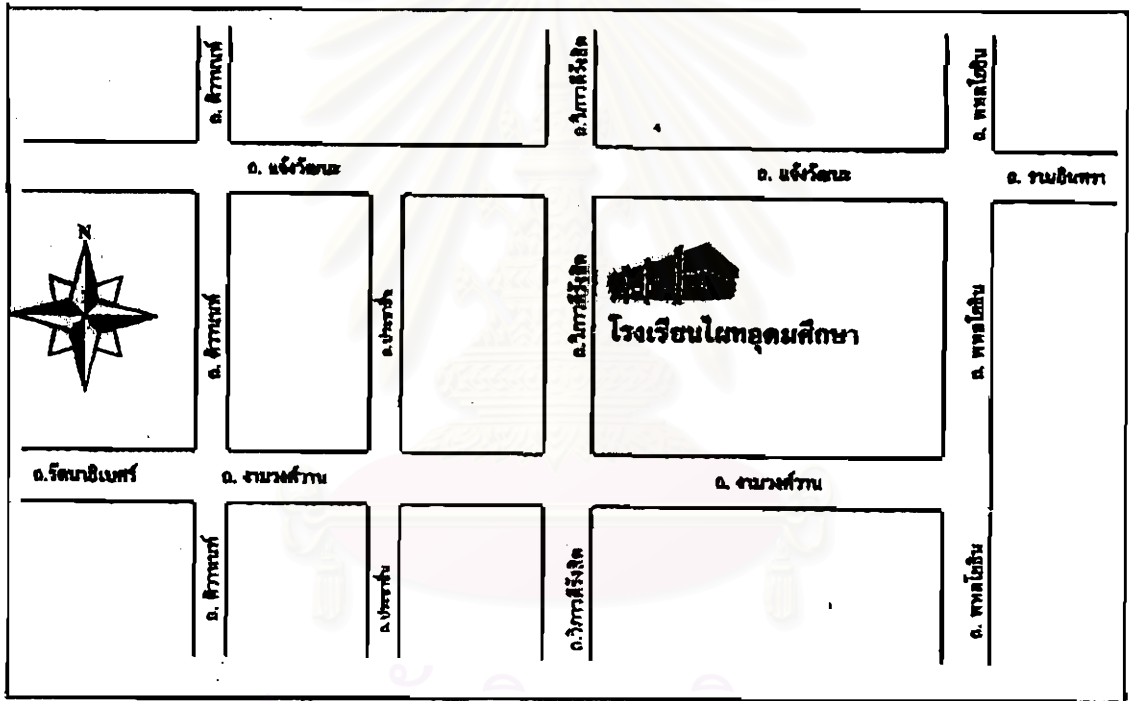 ถ. ติวานนท์
ถ.วิภาวดีรังสิต
ถ. พหลโยธิน
ถ. แจ้งวัฒนะ
ถ. แจ้งวัฒนะ
ถ. รามอินทรา
N
ถ. ติวานนท์
ถ.ประชาชื่น
ถ.วิภาวดีรังสิต
โรงเรียนไผทอุดมศึกษา
ถ. พหลโยธิน
ถ.รัตนาธิเบศร์
ถ. งามวงศ์วาน
ถ. งามวงศ์วาน
ถ. ติวานนท์
ถ.ประชาชื่น
ถ.วิภาวดีรังสิต
ถ. พหลโยธิน